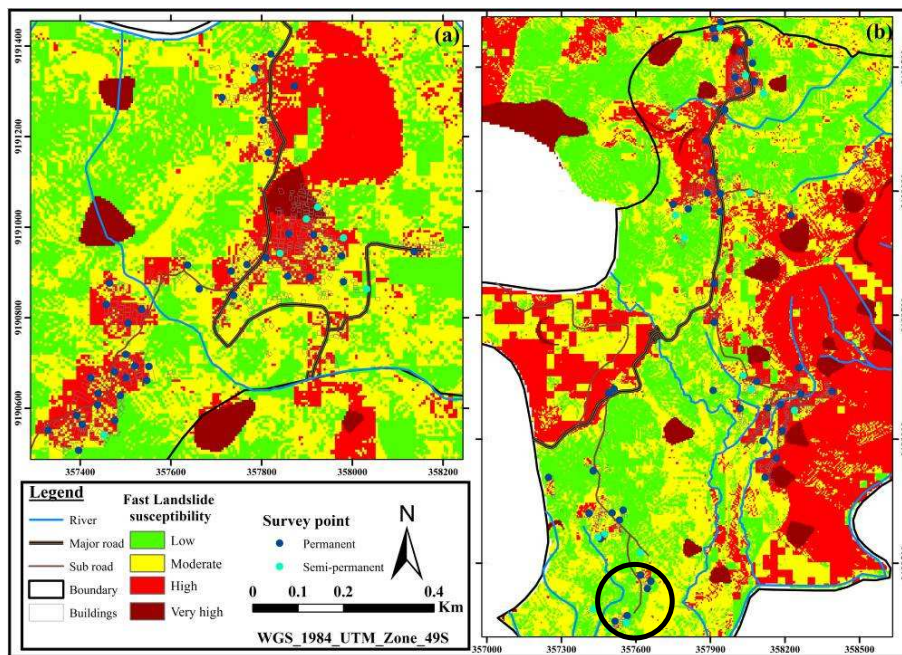 (a)
(b)
9191400
9191200
9191000
9190800
9190600
357400
357600
357800
358000
358200
357000
357300
357600
357900
358200
358500
Legend
River
Major road
Sub road
Boundary
Buildings
Fast Landslide
susceptibility
Low
Moderate
High
Very high
Survey point
Permanent
Semi-permanent
N
0 0.1 0.2 0.4
Km
WGS_1984_UTM_Zone_49S